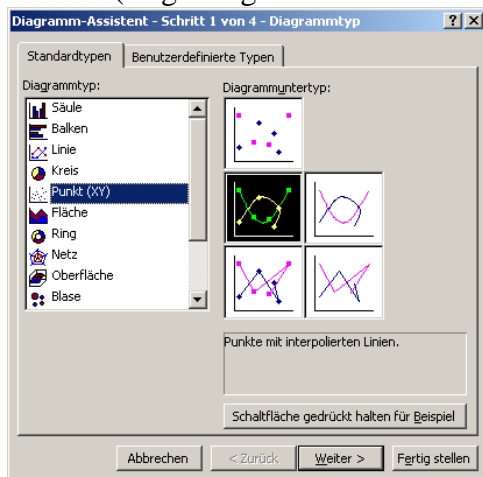 Diagramm-Assistent - Schritt 1 von 4 - Diagrammtyp
Standardtypen
Benutzerdefinierte Typen
Diagrammtyp:
Diagrammuntertyp:
Säule
Balken
Linie
Kreis
Punkt (XY)
Fläche
Ring
Netz
Oberfläche
Blase
Punkte mit interpolierten Linien.
Schaltfläche gedrückt halten für Beispiel
Abbrechen
< Zurück
Weiter >
Fertig stellen